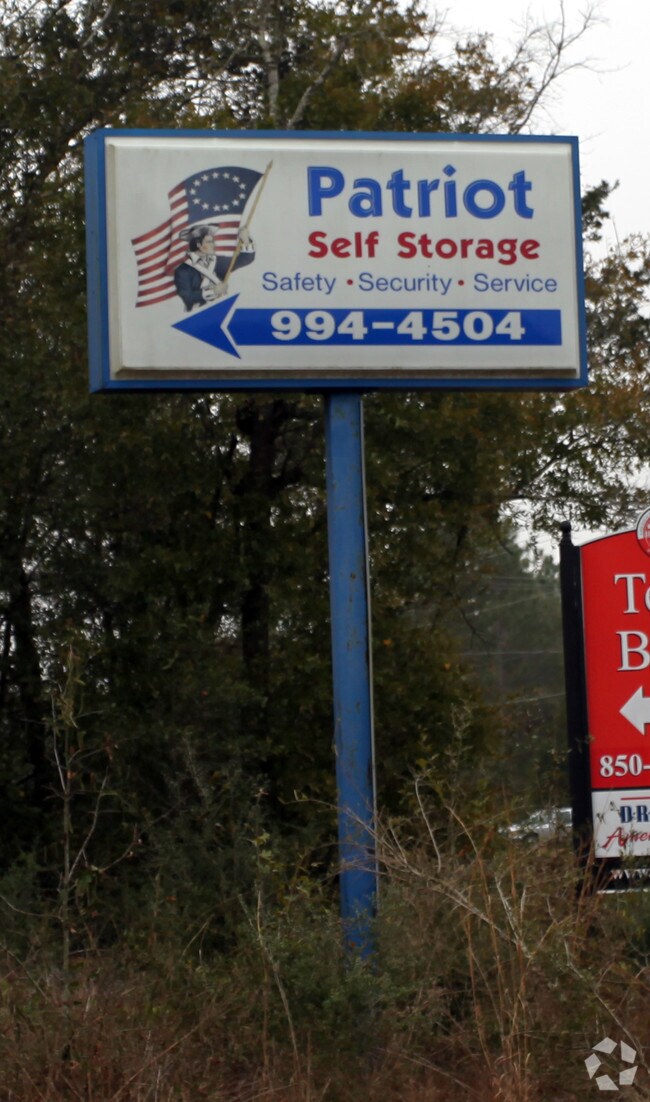 Patriot
Self Storage
Safety • Security • Service
994-4504
850-